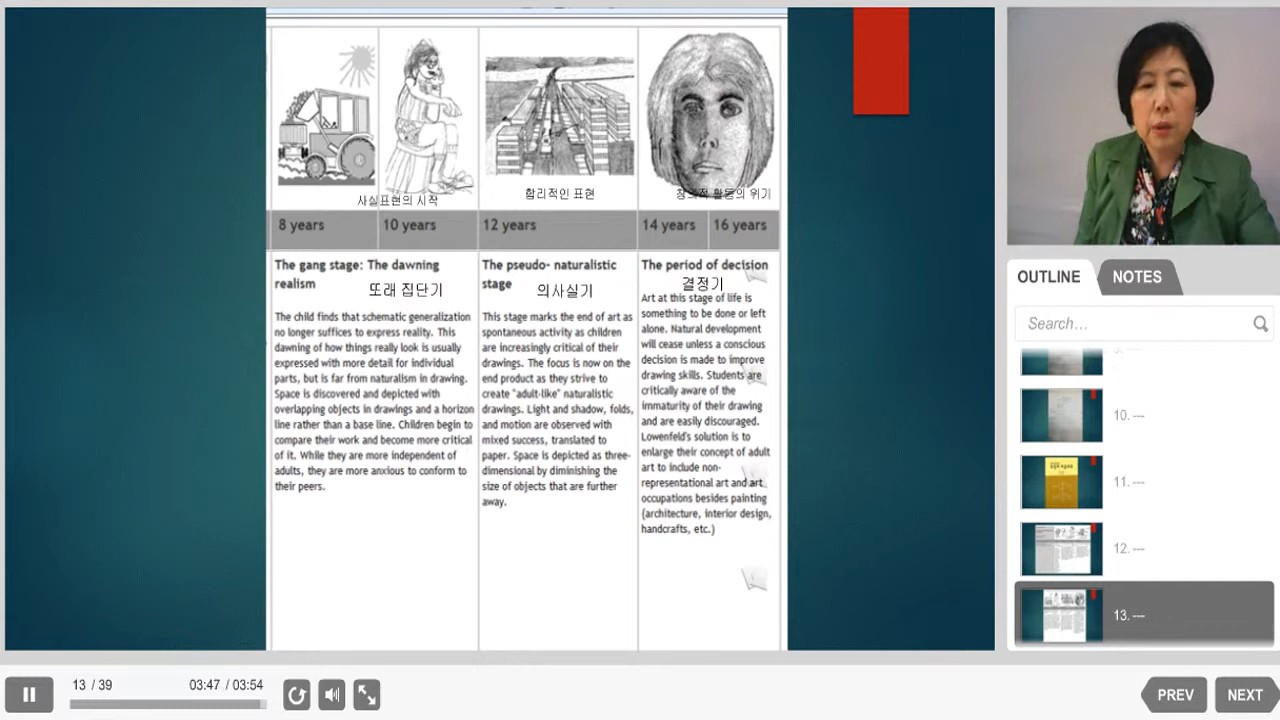 사실표현의 시작
합리적인 표현
창의적 활동의 위기
8 years
10 years
12 years
14 years
16 years
The gang stage: The dawning
realism
또래 집단기
The child finds that schematic generalization
no longer suffices to express reality. This
dawning of how things really look is usually
expressed with more detail for individual
parts, but is far from naturalism in drawing.
Space is discovered and depicted with
overlapping objects in drawings and a horizon
line rather than a base line. Children begin to
compare their work and become more critical
of it. While they are more independent of
adults, they are more anxious to conform to
their peers.
The pseudo- naturalistic
stage
의사실기
This stage marks the end of art as
spontaneous activity as children
are increasingly critical of their
drawings. The focus is now on the
end product as they strive to
create "adult-like" naturalistic
drawings. Light and shadow, folds,
and motion are observed with
mixed success, translated to
paper. Space is depicted as three-
dimensional by diminishing the
size of objects that are further
away.
The period of decision
결정기
Art at this stage of life is
something to be done or left
alone. Natural development
will cease unless a conscious
decision is made to improve
drawing skills. Students are
critically aware of the
immaturity of their drawing
and are easily discouraged.
Lowenfeld's solution is to
enlarge their concept of adult
art to include non-
representational art and art
occupations besides painting
(architecture, interior design,
handcrafts, etc.)
OUTLINE
NOTES
Search...
10. ---
11. ---
12. ---
13. ---
13 / 39
03:47 / 03:54
PREV
NEXT